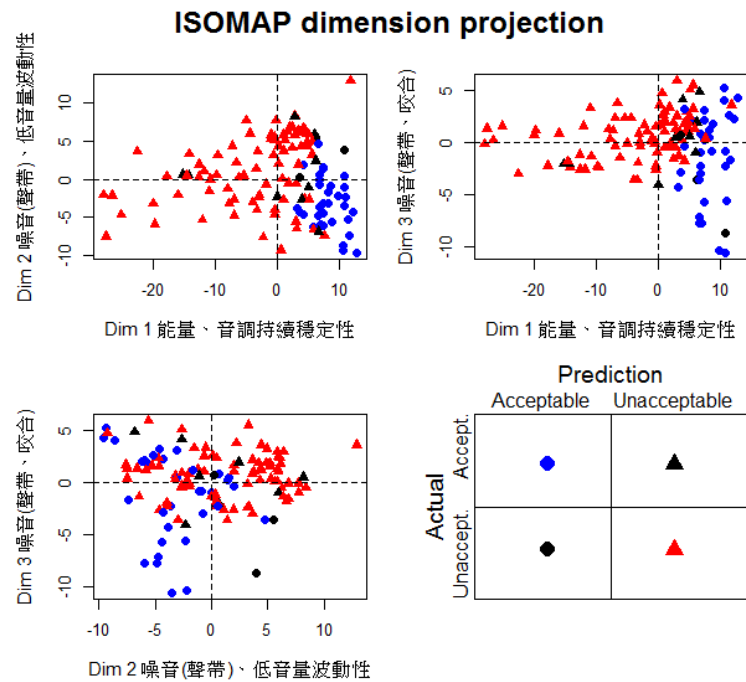 ISOMAP dimension projection
Dim 2 噪音(聲帶)、低音量波動性
-10 -5 0 5 10
-20 -10 0 10
Dim 1 能量、音調持續穩定性
Dim 3 噪音(聲帶、咬合)
-10 -5 0 5
-20 -10 0 10
Dim 1 能量、音調持續穩定性
Dim 3 噪音(聲帶、咬合)
-10 -5 0 5
-10 -5 0 5 10
Dim 2 噪音(聲帶)、低音量波動性
Prediction
Acceptable Unacceptable
Actual
Accept.
Unaccept.